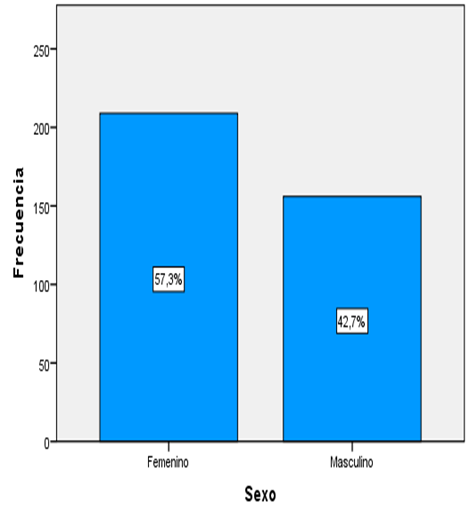 Frecuencia
250
200
150
100
50
0
57,3%
42,7%
Femenino
Masculino
Sexo